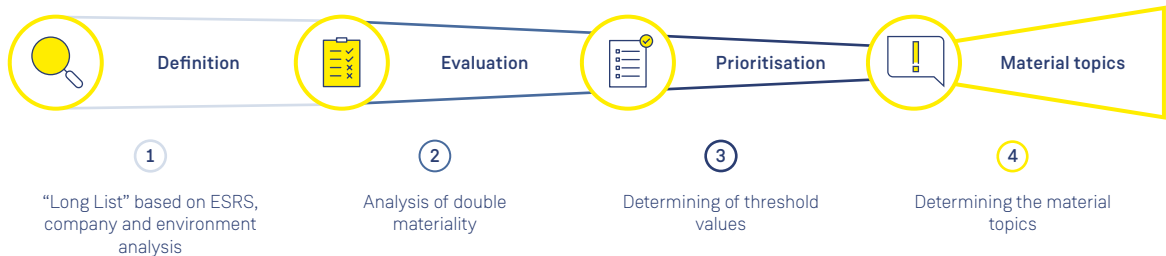 Definition
Evaluation
Prioritisation
Material topics
1
2
3
4
“Long List” based on ESRS,
company and environment
analysis
Analysis of double
materiality
Determining of threshold
values
Determining the material
topics